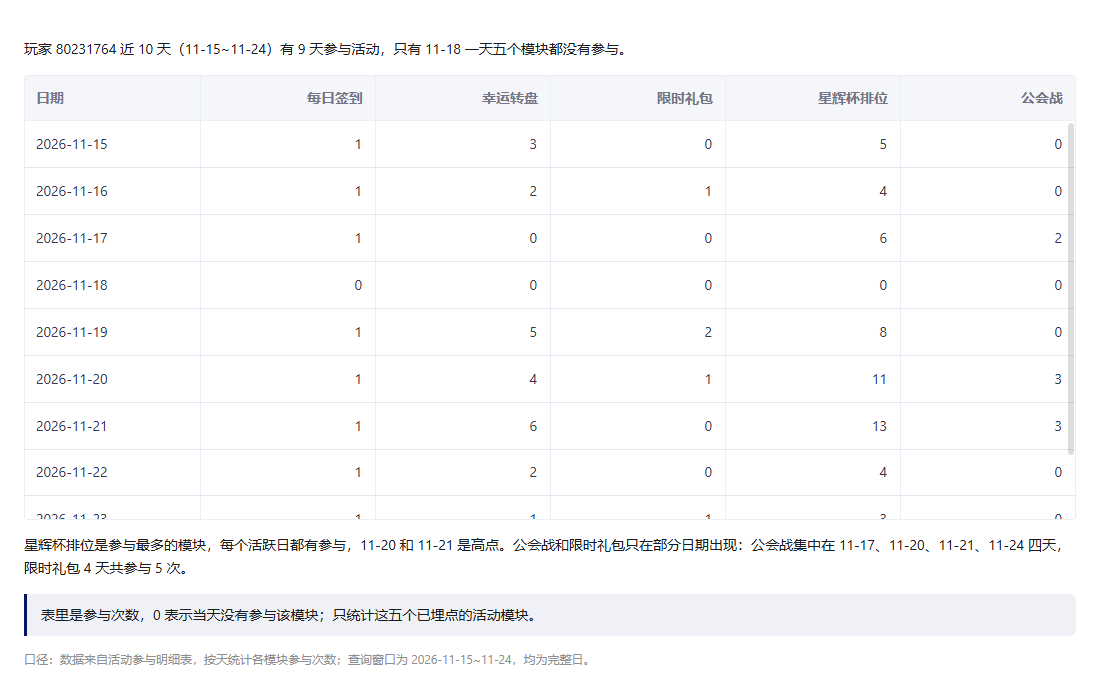 玩家 80231764 近 10 天（11-15~11-24）有 9 天参与活动，只有 11-18 一天五个模块都没有参与。
日期 每日签到 幸运转盘 限时礼包 星辉杯排位 公会战
2026-11-15 1 3 0 5 0
2026-11-16 1 2 1 4 0
2026-11-17 1 0 0 6 2
2026-11-18 0 0 0 0 0
2026-11-19 1 5 2 8 0
2026-11-20 1 4 1 11 3
2026-11-21 1 6 0 13 3
2026-11-22 1 2 0 4 0
2026-11-23 1 1 1 3 0
星辉杯排位是参与最多的模块，每个活跃日都有参与，11-20 和 11-21 是高点。公会战和限时礼包只在部分日期出现：公会战集中在 11-17、11-20、11-21、11-24 四天，
限时礼包 4 天共参与 5 次。
表里是参与次数，0 表示当天没有参与该模块；只统计这五个已埋点的活动模块。
口径：数据来自活动参与明细表，按天统计各模块参与次数；查询窗口为 2026-11-15~11-24，均为完整日。